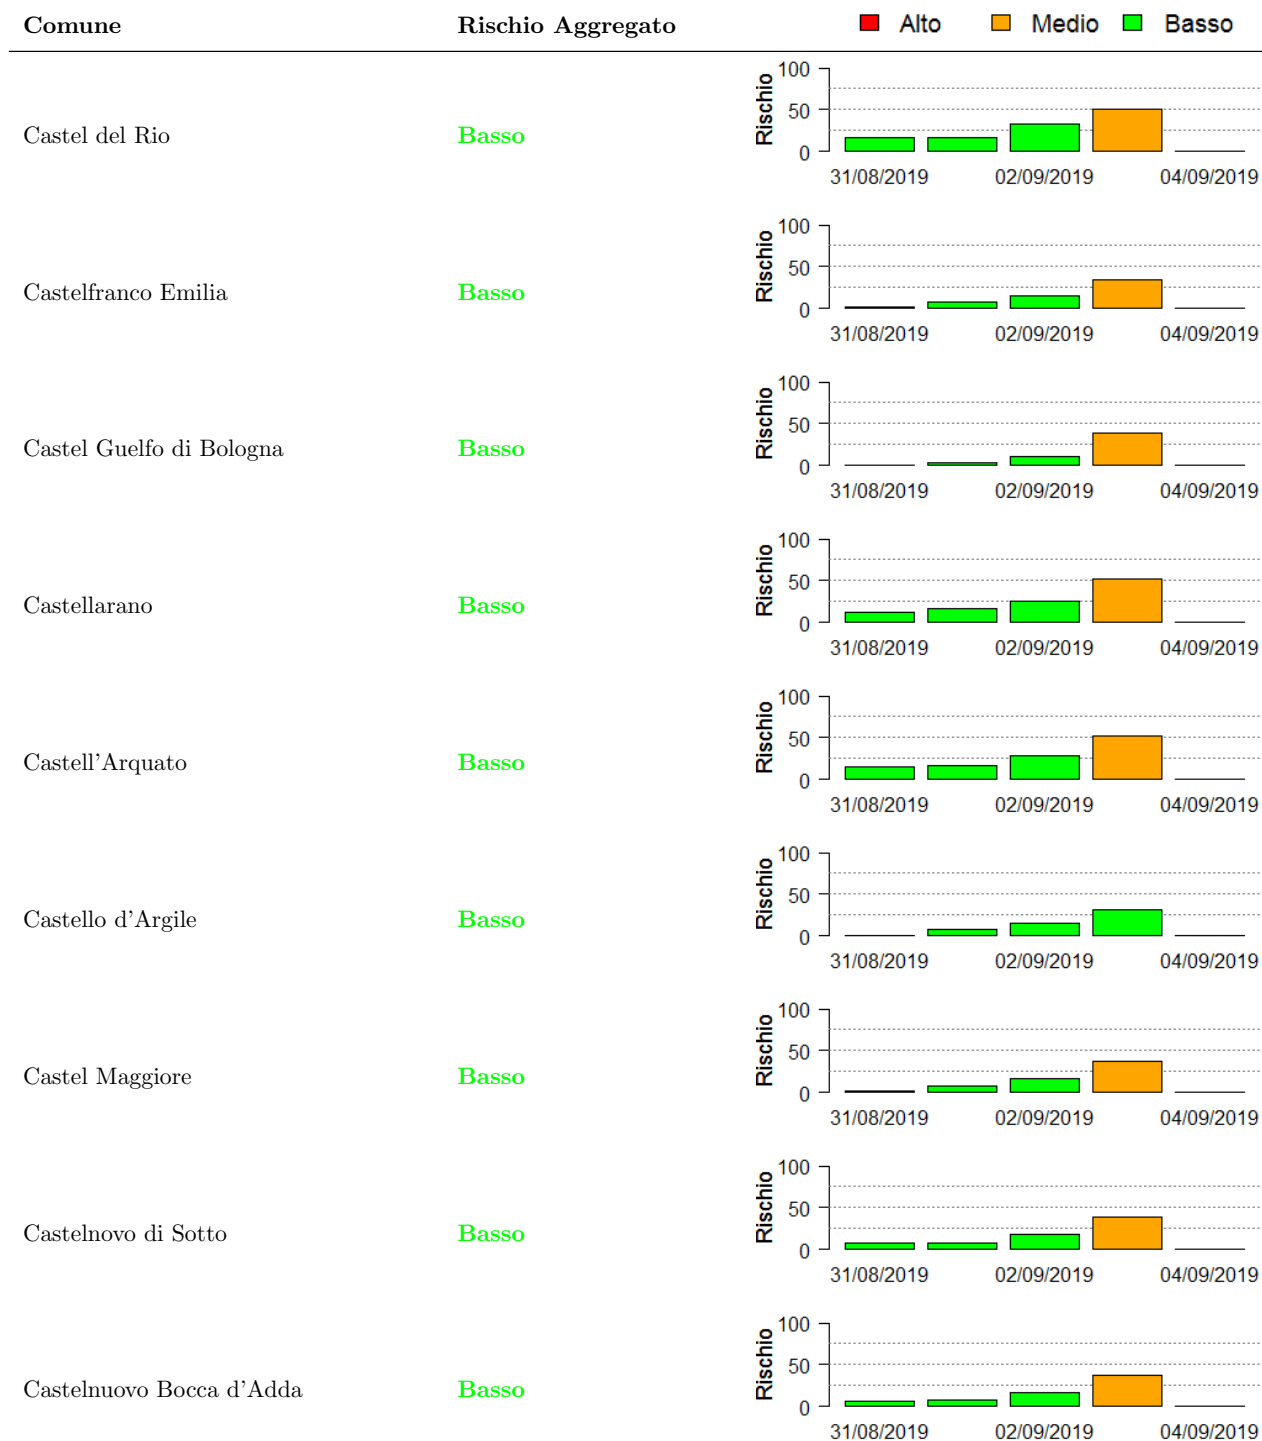 Comune Rischio Aggregato Alto Medio Basso
Castel del Rio Basso
Rischio
100
50
0
31/08/2019 02/09/2019 04/09/2019
Castelfranco Emilia Basso
Rischio
100
50
0
31/08/2019 02/09/2019 04/09/2019
Castel Guelfo di Bologna Basso
Rischio
100
50
0
31/08/2019 02/09/2019 04/09/2019
Castellarano Basso
Rischio
100
50
0
31/08/2019 02/09/2019 04/09/2019
Castell'Arquato Basso
Rischio
100
50
0
31/08/2019 02/09/2019 04/09/2019
Castello d'Argile Basso
Rischio
100
50
0
31/08/2019 02/09/2019 04/09/2019
Castel Maggiore Basso
Rischio
100
50
0
31/08/2019 02/09/2019 04/09/2019
Castelnovo di Sotto Basso
Rischio
100
50
0
31/08/2019 02/09/2019 04/09/2019
Castelnuovo Bocca d'Adda Basso
Rischio
100
50
0
31/08/2019 02/09/2019 04/09/2019